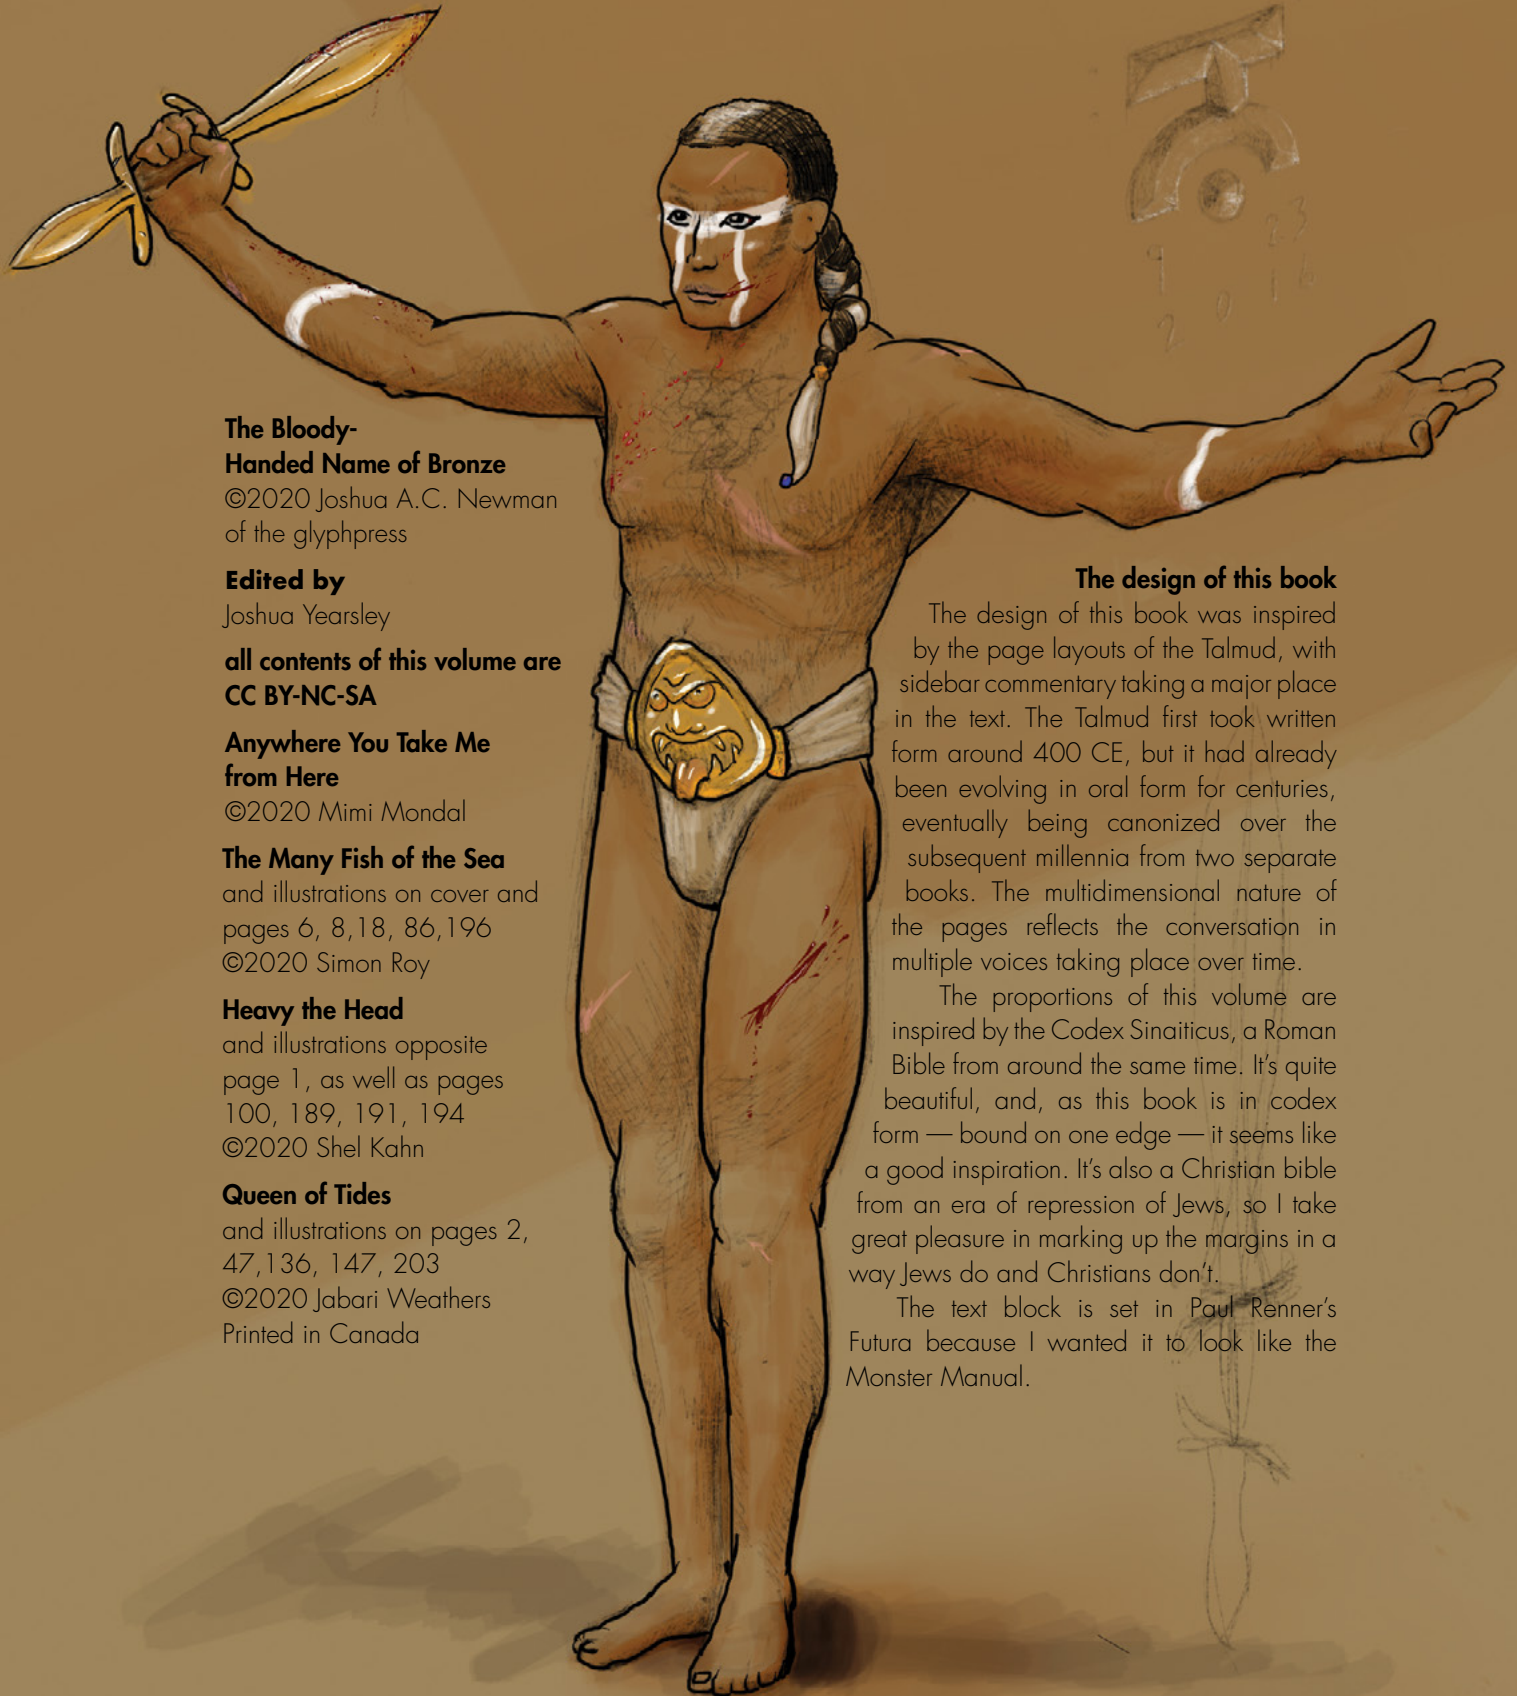 The Bloody-
Handed Name of Bronze
©2020 Joshua A.C. Newman
of the glyphpress
Edited by
Joshua Yearsley
all contents of this volume are
CC BY-NC-SA
Anywhere You Take Me
from Here
©2020 Mimi Mondal
The Many Fish of the Sea
and illustrations on cover and
pages 6, 8,18, 86,196
©2020 Simon Roy
Heavy the Head
and illustrations opposite
page 1, as well as pages
100, 189, 191, 194
©2020 Shel Kahn
Queen of Tides
and illustrations on pages 2,
47,136, 147, 203
©2020 Jabari Weathers
Printed in Canada
The design of this book
The design of this book was inspired
by the page layouts of the Talmud, with
sidebar commentary taking a major place
in the text. The Talmud first took written
form around 400 CE, but it had already
been evolving in oral form for centuries,
eventually being canonized over the
subsequent millennia from two separate
books. The multidimensional nature of
the pages reflects the conversation in
multiple voices taking place over time.
The proportions of this volume are
inspired by the Codex Sinaiticus, a Roman
Bible from around the same time. It's quite
beautiful, and, as this book is in codex
form — bound on one edge — it seems like
a good inspiration. It's also a Christian bible
from an era of repression of Jews, so I take
great pleasure in marking up the margins in a
way Jews do and Christians don't.
The text block is set in Paul Renner's
Futura because I wanted it to look like the
Monster Manual.
9 23
2 0 16